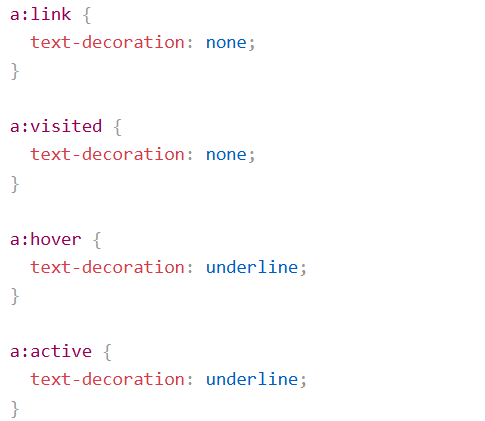 a:link {
  text-decoration: none;
}

a:visited {
  text-decoration: none;
}

a:hover {
  text-decoration: underline;
}

a:active {
  text-decoration: underline;
}